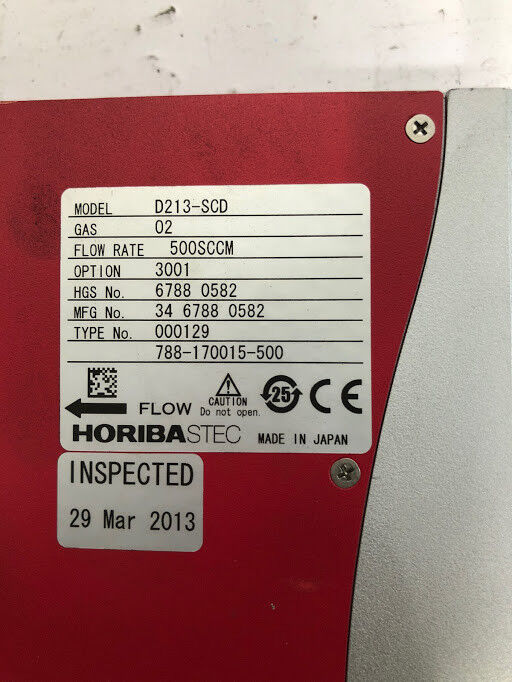 MODEL D213-SCD
GAS O2
FLOW RATE 500SCCM
OPTION 3001
HGS No. 6788 0582
MFG No. 34 6788 0582
TYPE No. 000129
788-170015-500
CAUTION
Do not open.
25
CE
FLOW
HORIBASTEC MADE IN JAPAN
INSPECTED
29 Mar 2013